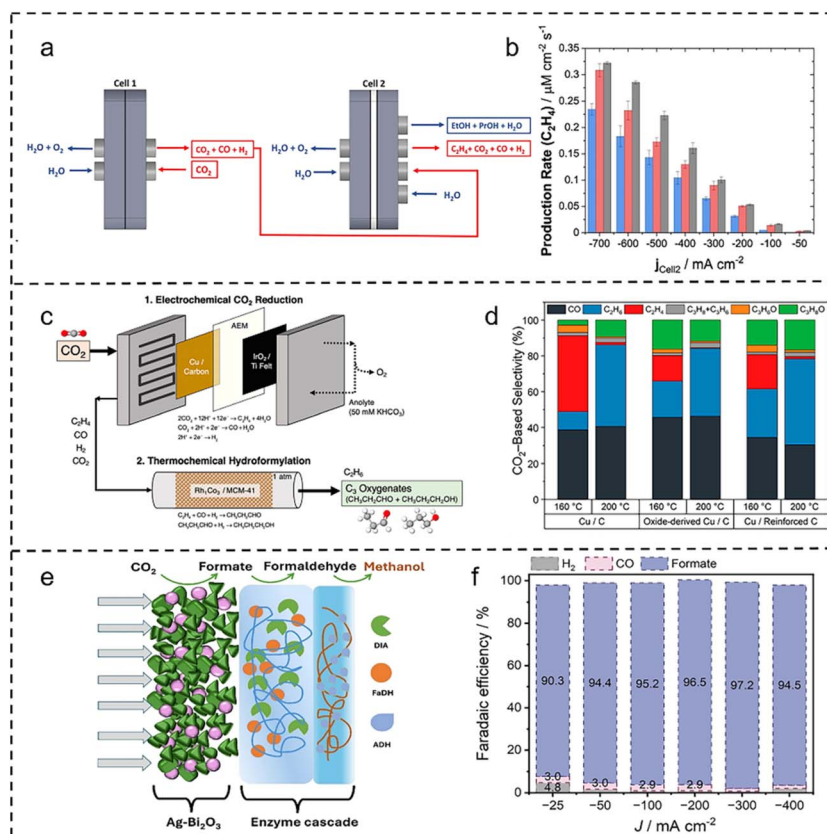 a
Cell 1
Cell 2
H₂O + O₂
H₂O
CO₂ + CO + H₂
CO₂
H₂O + O₂
H₂O
EtOH + PrOH + H₂O
C₂H₄+ CO₂ + CO + H₂
H₂O
b
Production Rate (C₂H₄) / μM cm⁻² s⁻¹
0.35
0.3
0.25
0.2
0.15
0.1
0.05
0
-700 -600 -500 -400 -300 -200 -100 -50
jCell2 / mA cm⁻²
c
1. Electrochemical CO₂ Reduction
CO₂
AEM
Cu /
Carbon
IrO₂ /
Ti Felt
O₂
Anolyte
(50 mM KHCO₃)
2CO₂ + 12H⁺ + 12e⁻ → C₂H₄ + 4H₂O
CO₂ + 2H⁺ + 2e⁻ → CO + H₂O
2H⁺ + 2e⁻ → H₂
C₂H₄
CO
H₂
CO₂
2. Thermochemical Hydroformylation
1 atm
Rh₁Co₃ / MCM-41
C₂H₄ + CO + H₂ → CH₃CH₂CHO
CH₃CH₂CHO + H₂ → CH₃CH₂CH₂OH
C₂H₆
C₃ Oxygenates
(CH₃CH₂CHO + CH₃CH₂CH₂OH)
d
CO C₂H₆ C₂H₄ C₃H₈+C₃H₆ C₃H₆O C₃H₈O
CO₂–Based Selectivity (%)
100
80
60
40
20
0
160 °C 200 °C 160 °C 200 °C 160 °C 200 °C
Cu / C Oxide-derived Cu / C Cu / Reinforced C
e
CO₂ Formate Formaldehyde Methanol
DIA
FaDH
ADH
Ag-Bi₂O₃ Enzyme cascade
f
H₂ CO Formate
Faradaic efficiency / %
100
80
60
40
20
0
90.3 94.4 95.2 96.5 97.2 94.5
3.0 3.0 2.9 2.9
4.8
−25 −50 −100 −200 −300 −400
J / mA cm⁻²